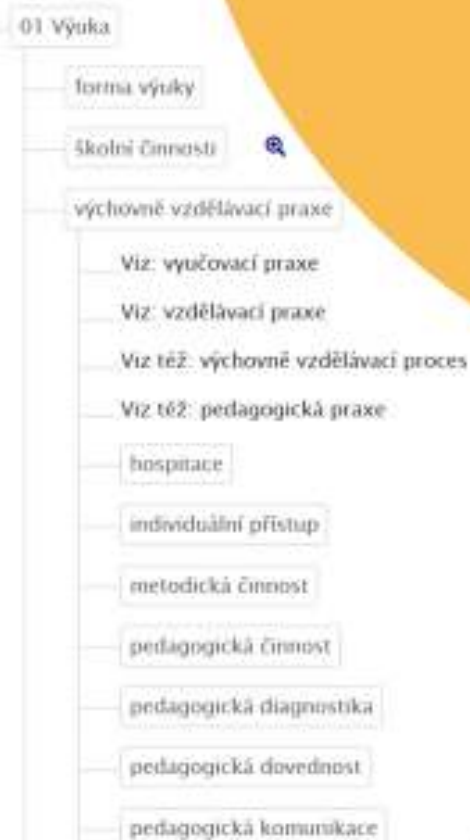 01 Výuka
forma výuky
školní činnosti
výchovně vzdělávací praxe
Viz: vyučovací praxe
Viz: vzdělávací praxe
Viz též: výchovně vzdělávací proces
Viz též: pedagogická praxe
hospitace
individuální přístup
metodická činnost
pedagogická činnost
pedagogická diagnostika
pedagogická dovednost
pedagogická komunikace